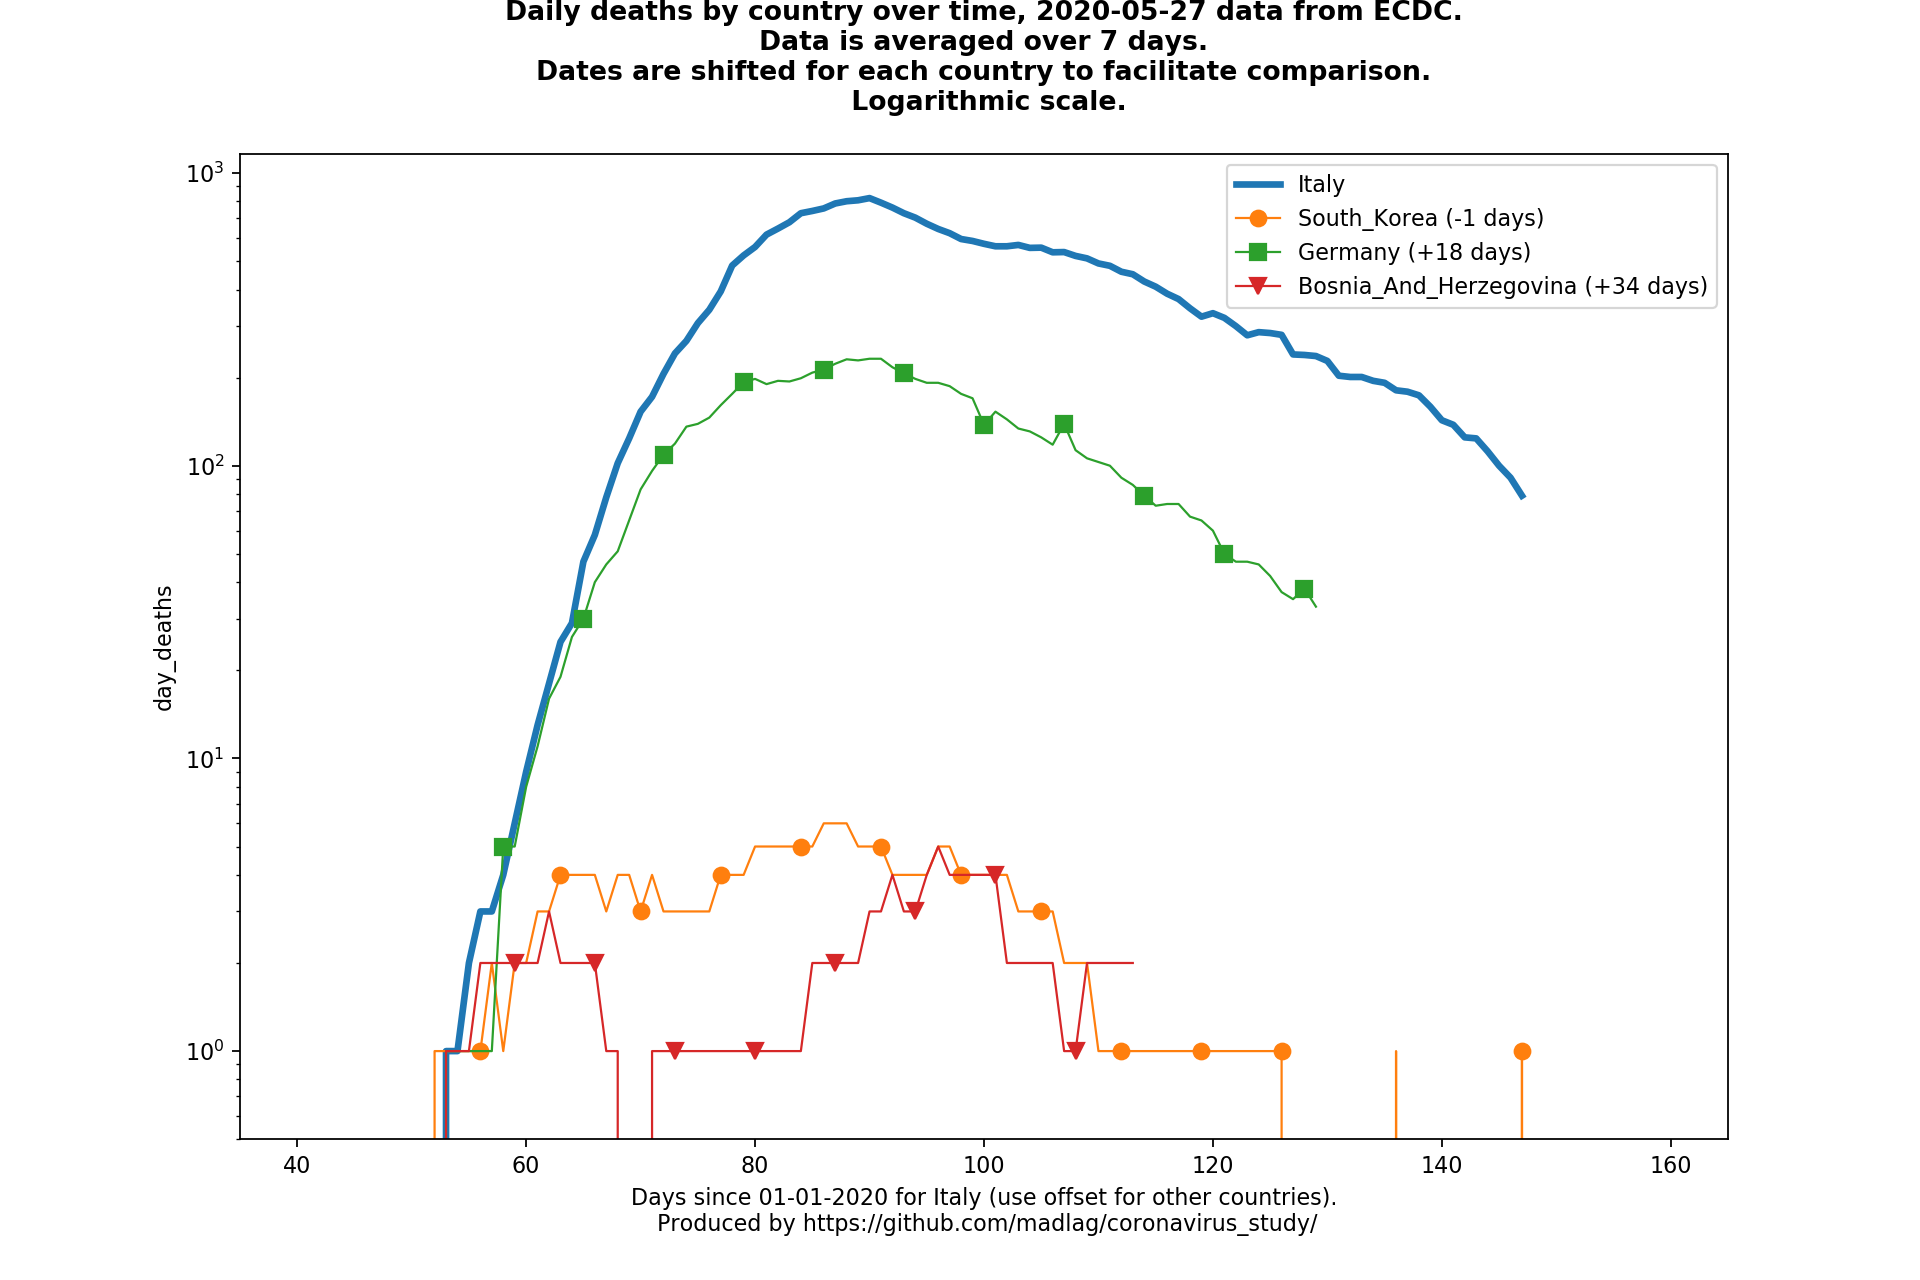 Daily deaths by country over time, 2020-05-27 data from ECDC.
Data is averaged over 7 days.
Dates are shifted for each country to facilitate comparison.
Logarithmic scale.
10³
10²
10¹
10⁰
day_deaths
Italy
South_Korea (-1 days)
Germany (+18 days)
Bosnia_And_Herzegovina (+34 days)
40 60 80 100 120 140 160
Days since 01-01-2020 for Italy (use offset for other countries).
Produced by https://github.com/madlag/coronavirus_study/